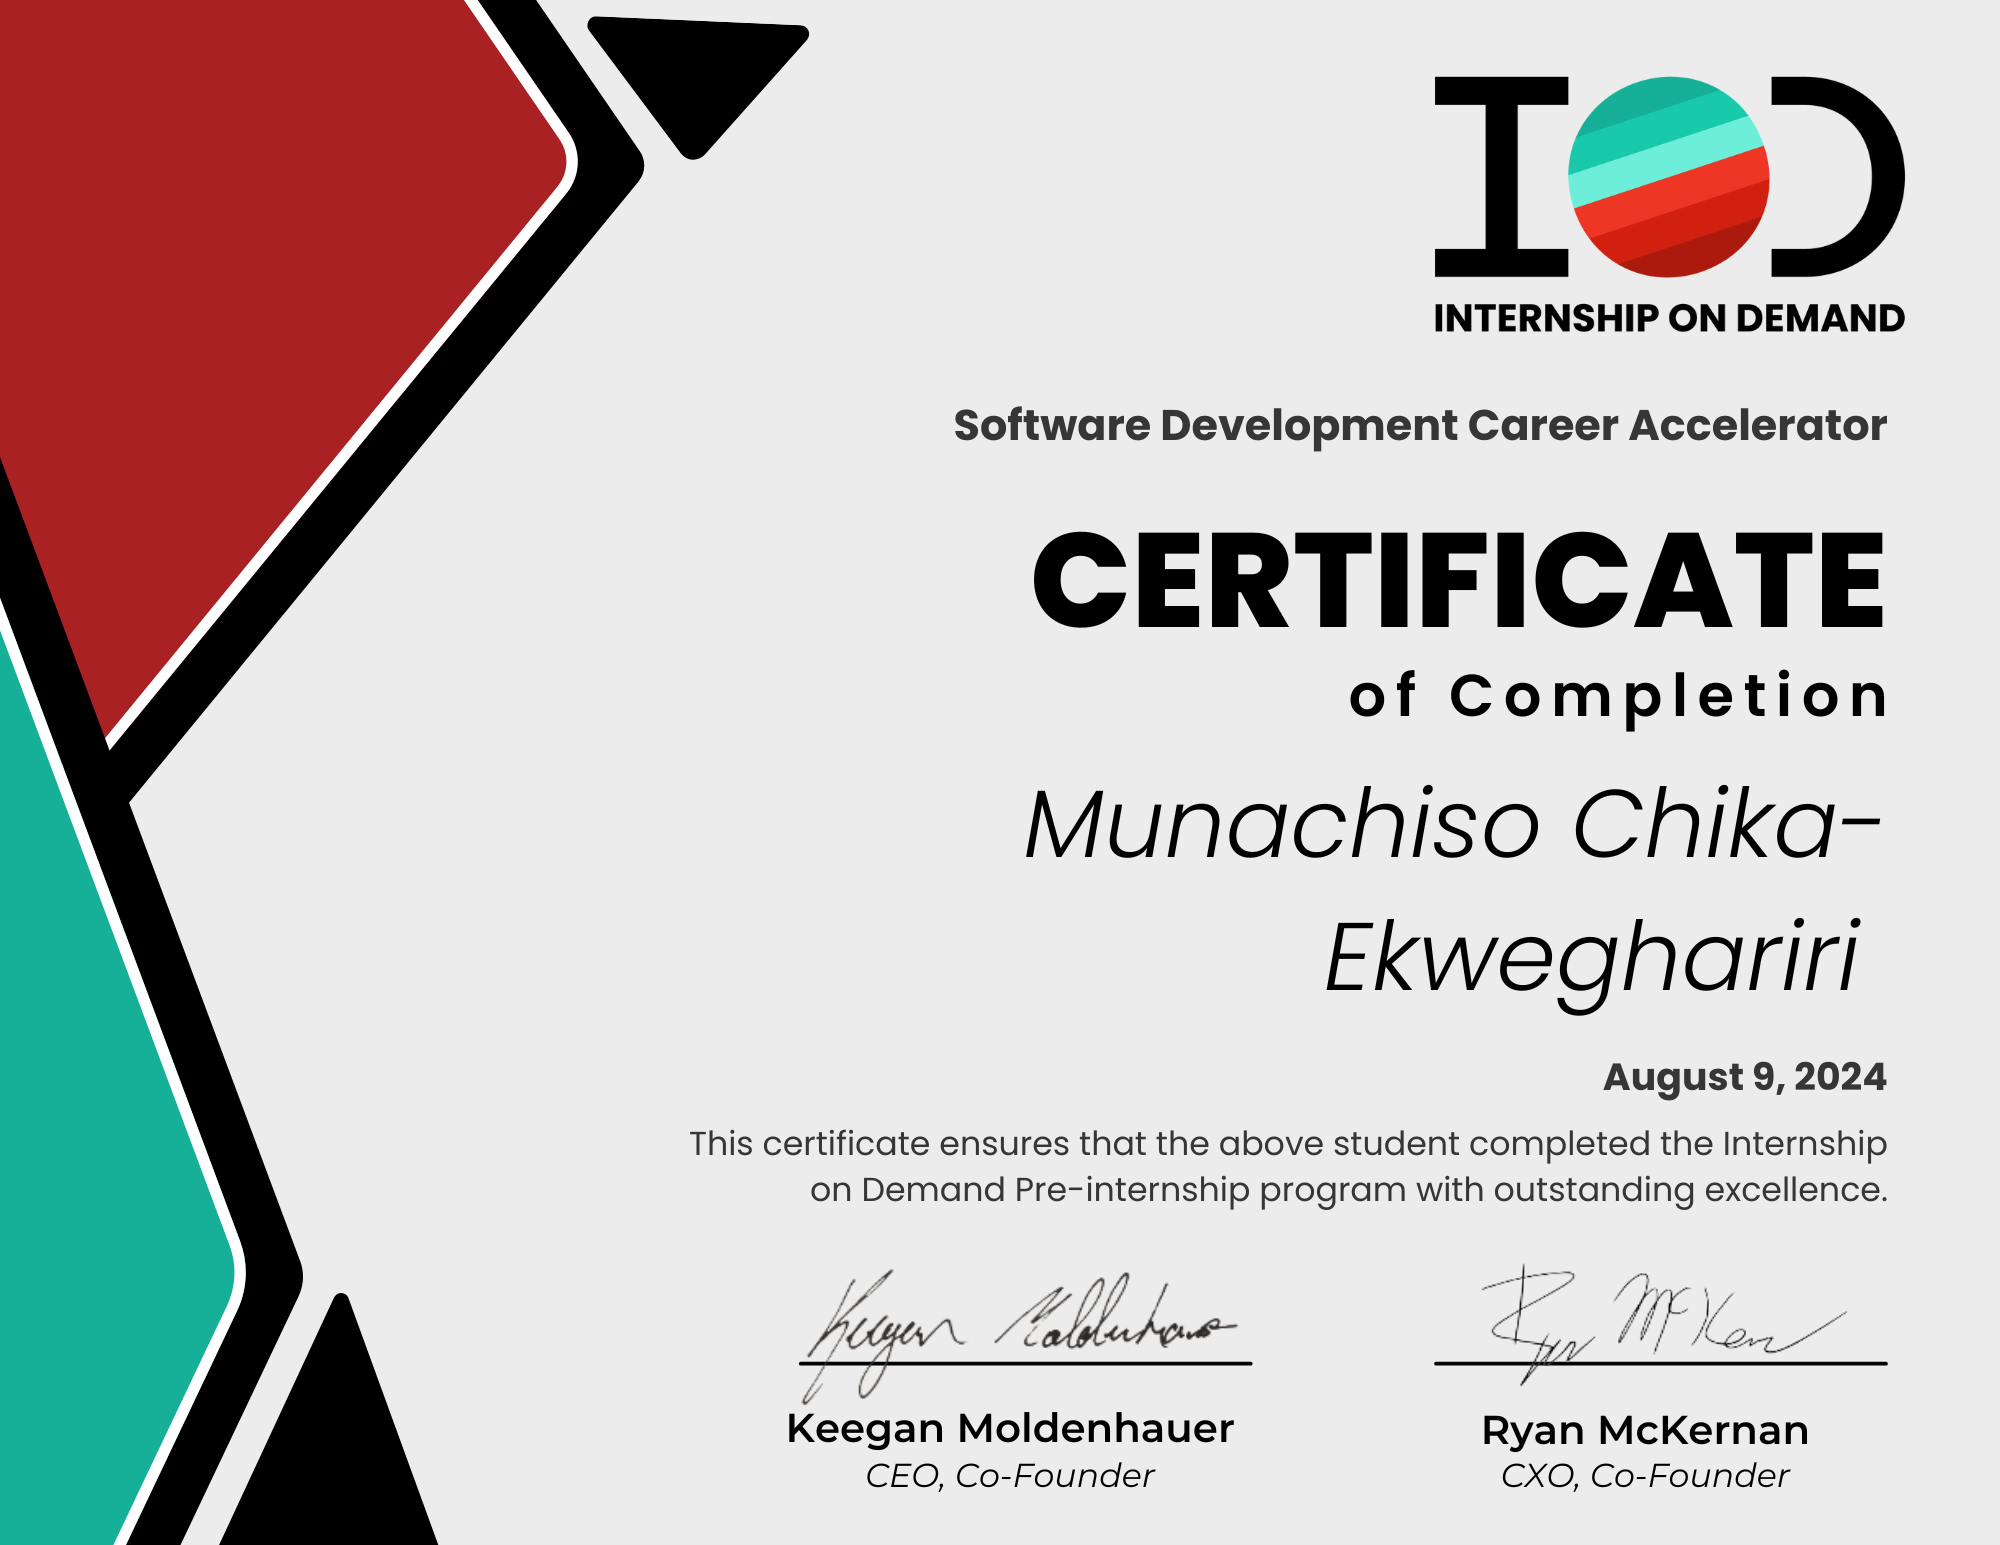 IOD
INTERNSHIP ON DEMAND
Software Development Career Accelerator
CERTIFICATE
of Completion
Munachiso Chika-
Ekweghariri
August 9, 2024
This certificate ensures that the above student completed the Internship
on Demand Pre-internship program with outstanding excellence.
Keegan Moldenhauer Ryan McKernan
Keegan Moldenhauer
CEO, Co-Founder
Ryan McKernan
CXO, Co-Founder